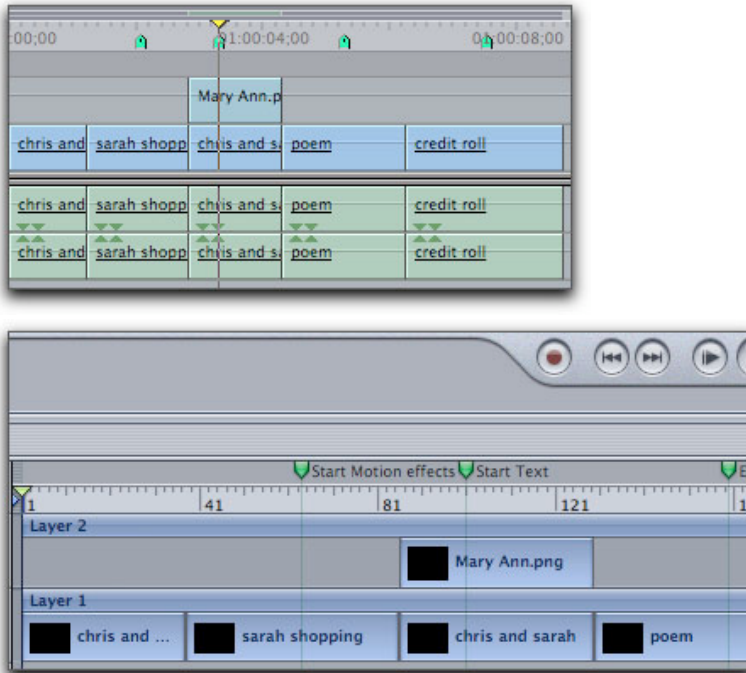 :00;00 01:00:04;00 01:00:08;00
Mary Ann.p
chris and sarah shopp chris and sa poem credit roll
chris and sarah shopp chris and sa poem credit roll
chris and sarah shopp chris and sa poem credit roll
Start Motion effects Start Text E
1 41 81 121 1
Layer 2
Mary Ann.png
Layer 1
chris and ... sarah shopping chris and sarah poem